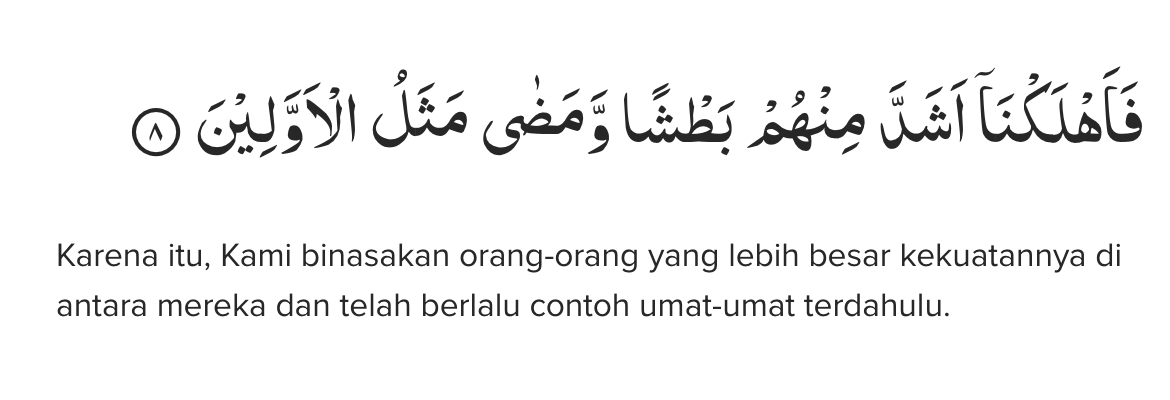 فَاَهْلَكْنَآ اَشَدَّ مِنْهُمْ بَطْشًا وَّمَضٰى مَثَلُ الْاَوَّلِيْنَ ٨
Karena itu, Kami binasakan orang-orang yang lebih besar kekuatannya di
antara mereka dan telah berlalu contoh umat-umat terdahulu.